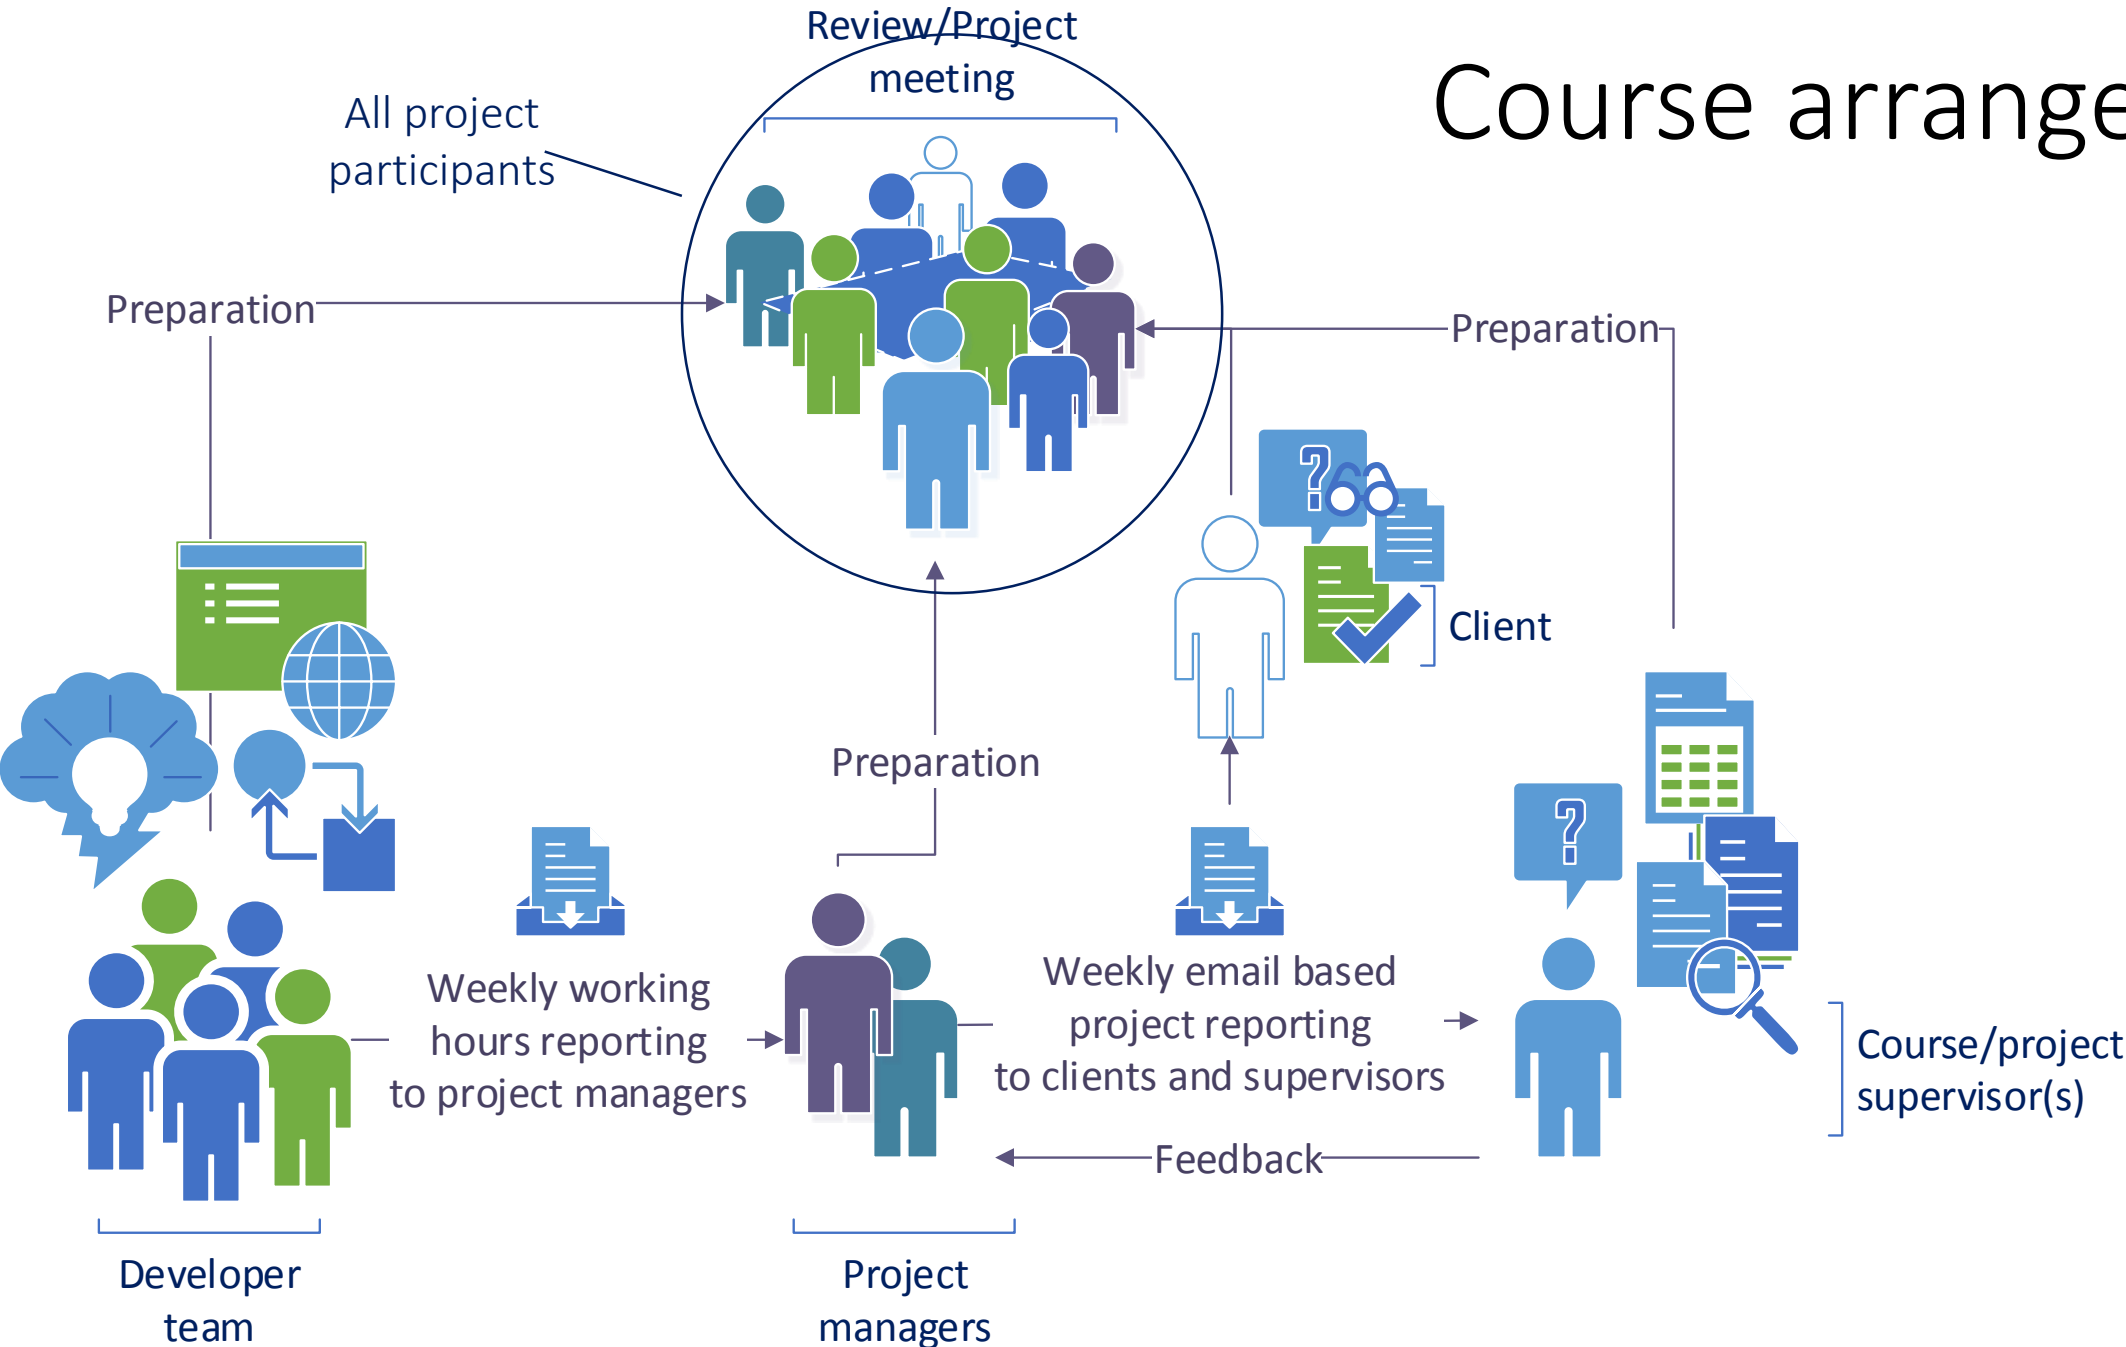 Review/Project
meeting
Course arrange
All project
participants
Preparation
Preparation
?
Client
Preparation
?
Weekly working
hours reporting
to project managers
Weekly email based
project reporting
to clients and supervisors
Course/project
supervisor(s)
Feedback
Developer
team
Project
managers